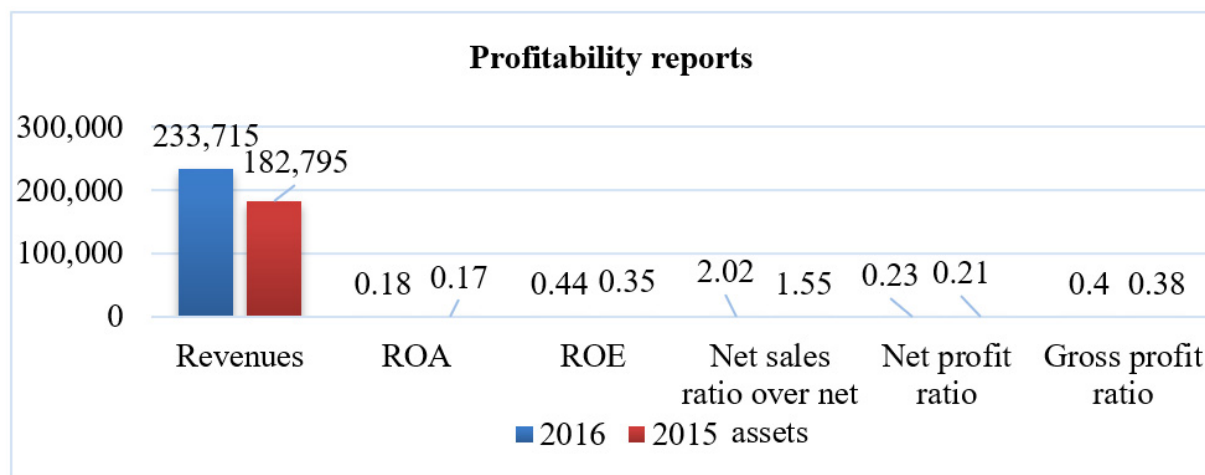 Profitability reports
300,000
233,715
182,795
200,000
100,000
0.18 0.17 0.44 0.35 2.02 1.55 0.23 0.21 0.4 0.38
0
Revenues ROA ROE Net sales Net profit Gross profit
ratio over net ratio ratio
2016 2015 assets